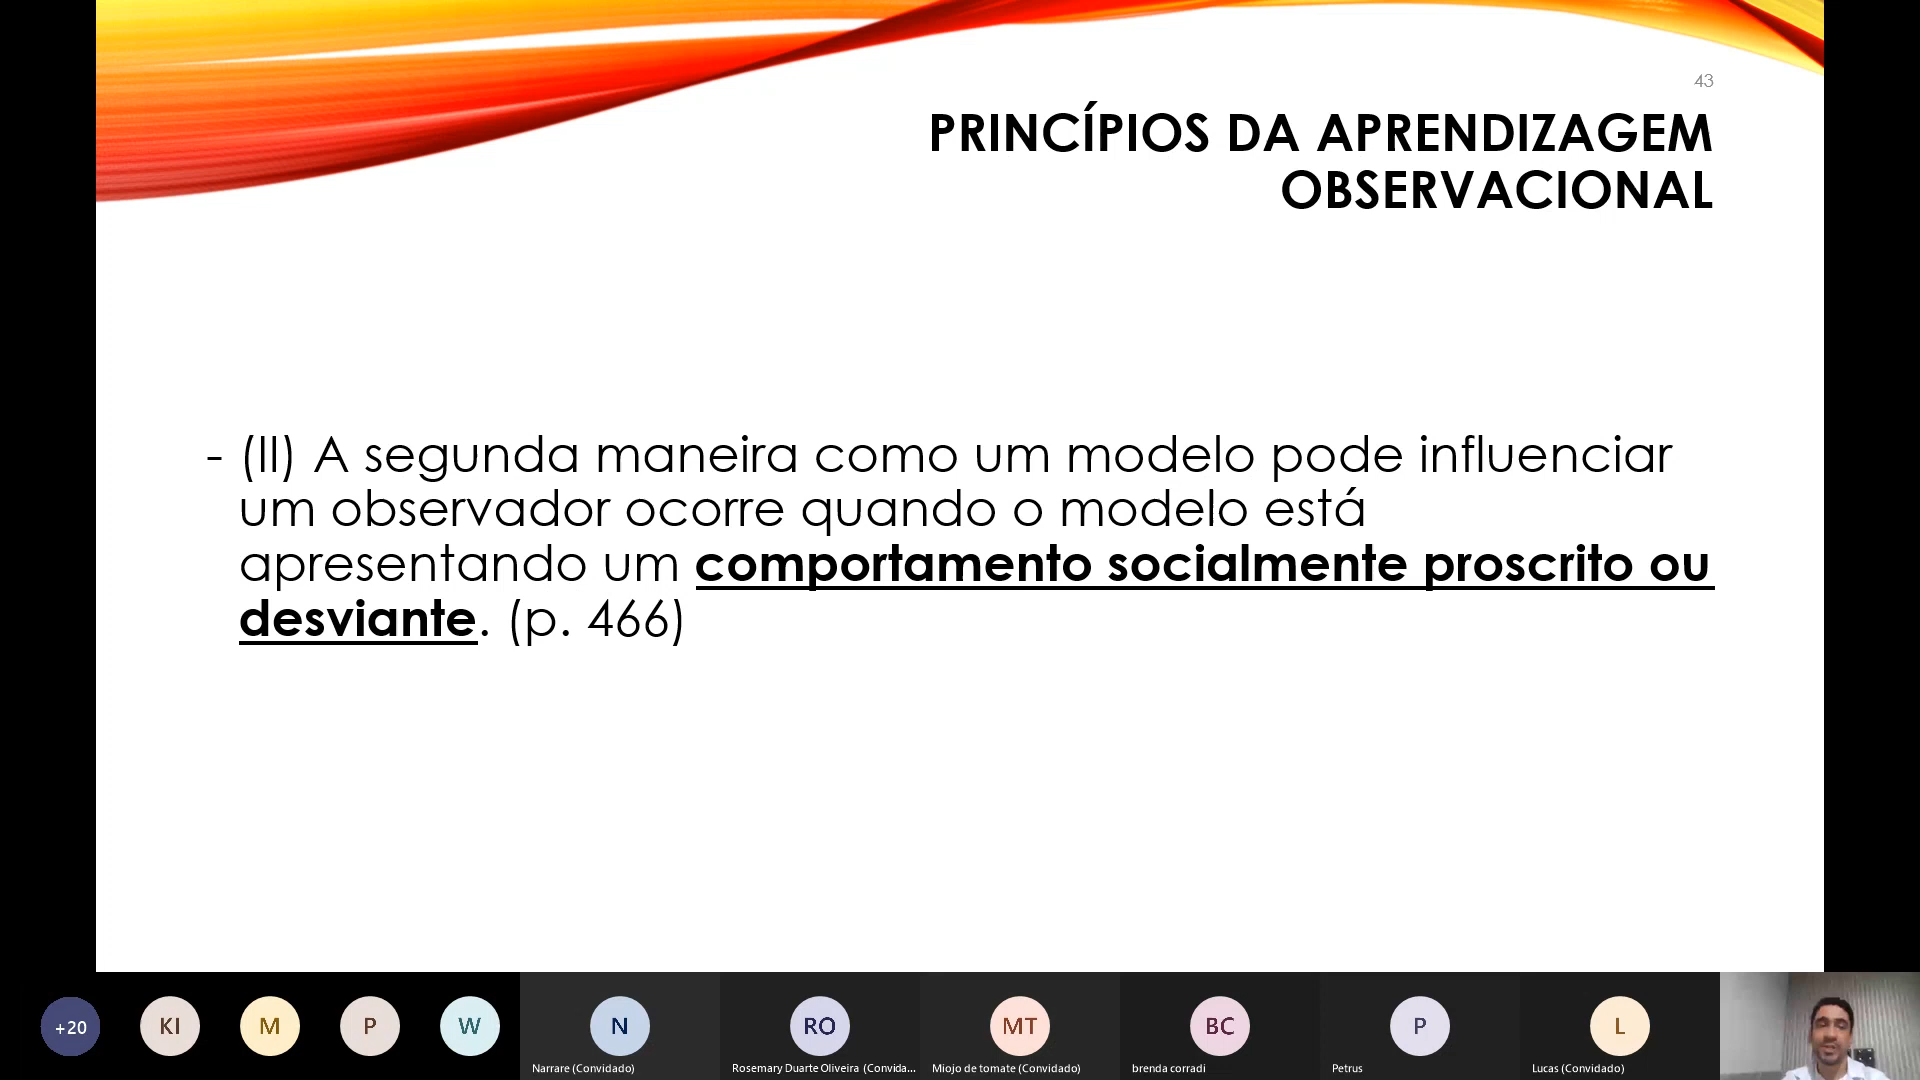 43
PRINCÍPIOS DA APRENDIZAGEM
OBSERVACIONAL
- (II) A segunda maneira como um modelo pode influenciar
um observador ocorre quando o modelo está
apresentando um comportamento socialmente proscrito ou
desviante. (p. 466)
+20
KI
M
P
W
N
RO
MT
BC
P
L
Narrare (Convidado)
Rosemary Duarte Oliveira (Convida...
Miojo de tomate (Convidado)
brenda corradi
Petrus
Lucas (Convidado)